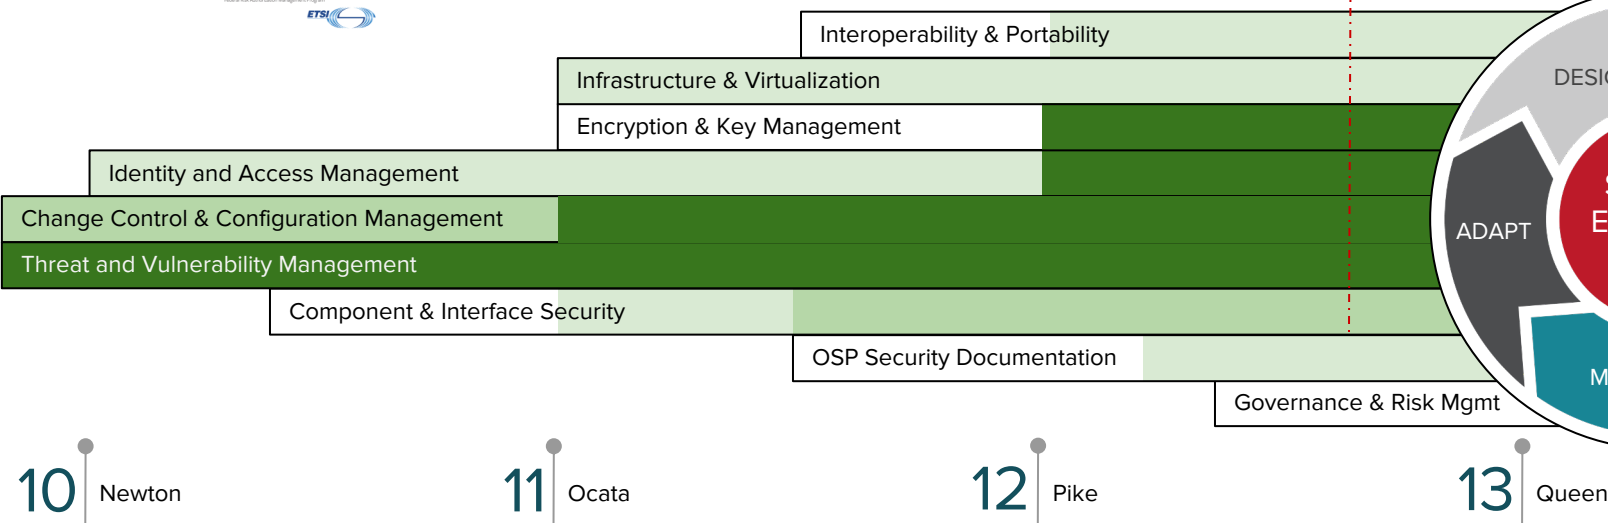 ETSI
Interoperability & Portability
Infrastructure & Virtualization
Encryption & Key Management
Identity and Access Management
Change Control & Configuration Management
Threat and Vulnerability Management
Component & Interface Security
OSP Security Documentation
Governance & Risk Mgmt
ADAPT
10 Newton
11 Ocata
12 Pike
13 Queen